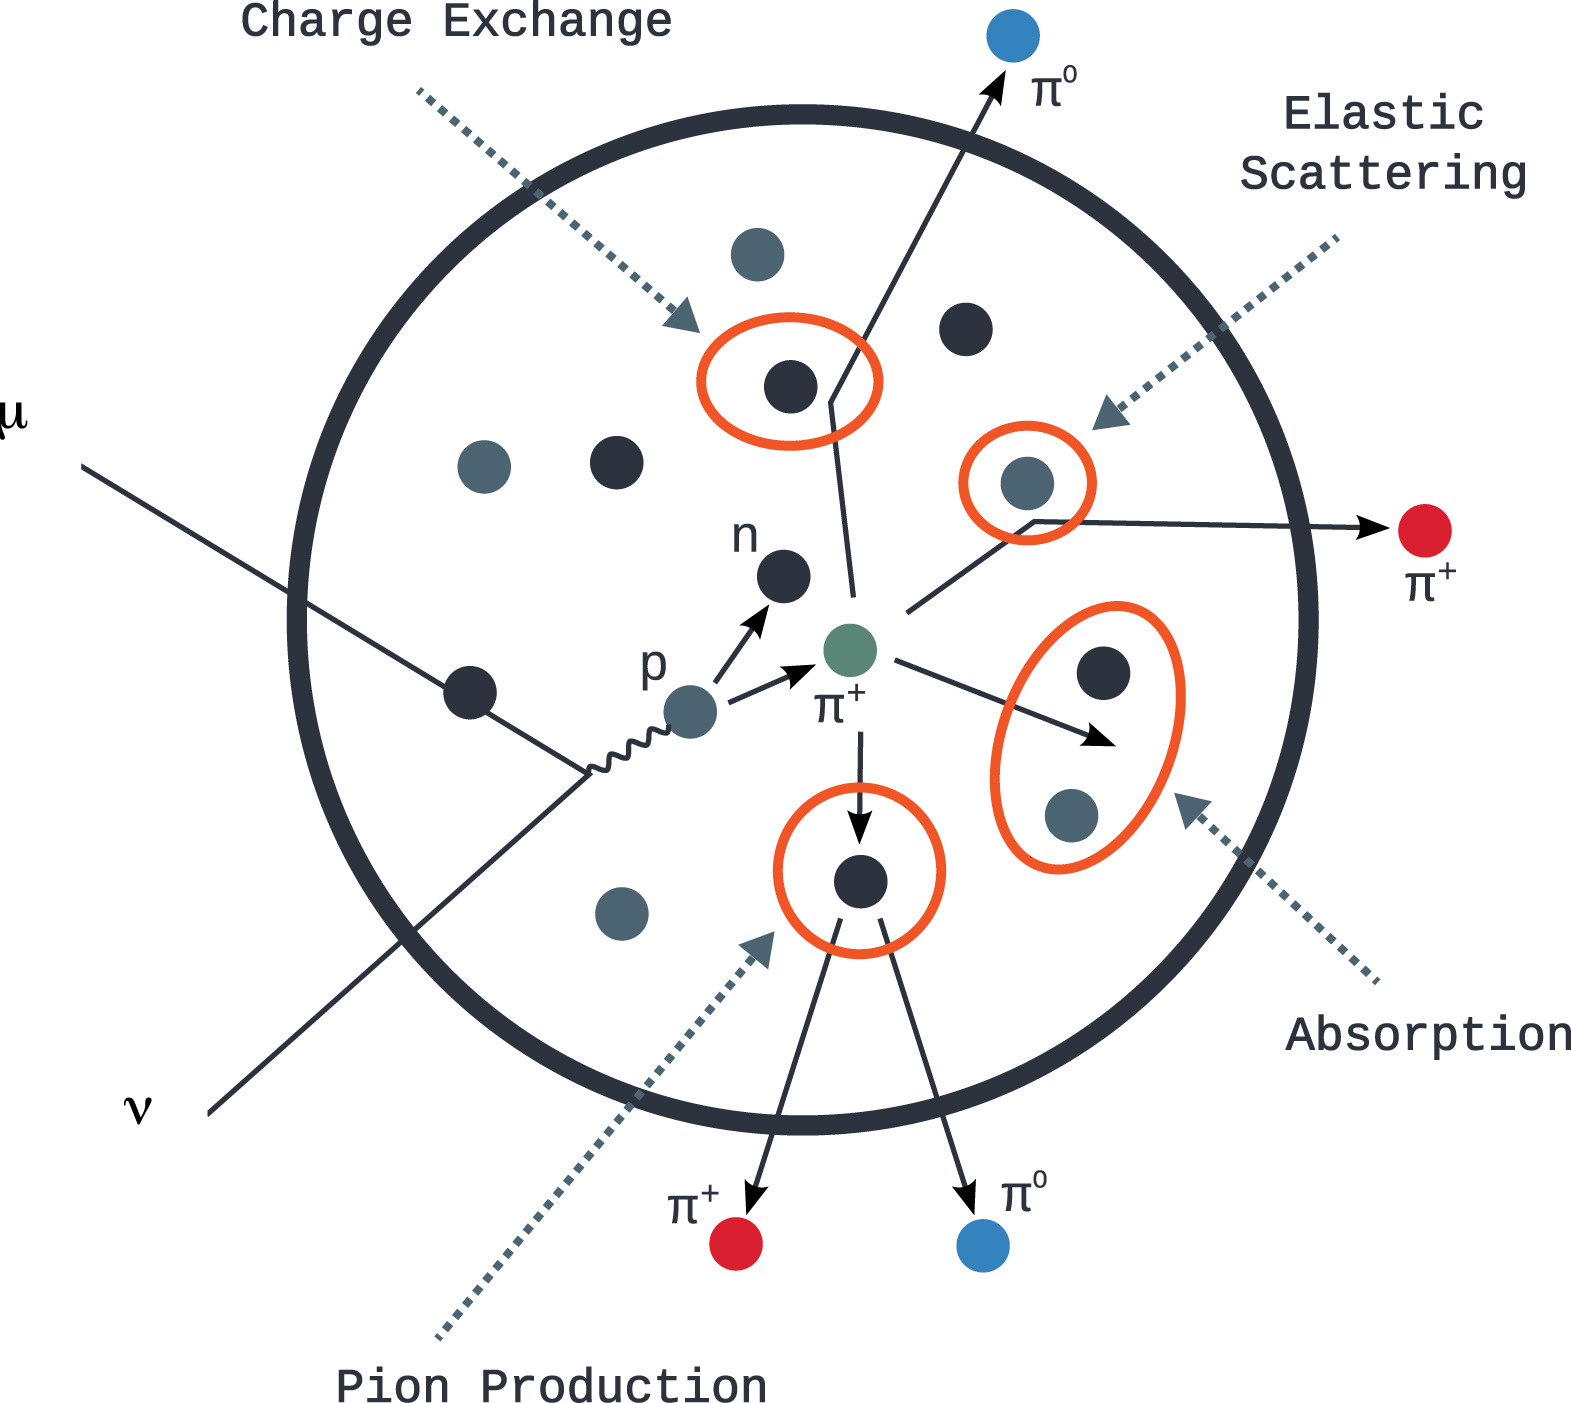 Charge Exchange
π⁰
Elastic
Scattering
μ
n
π⁺
p
π⁺
Absorption
ν
π⁺
π⁰
Pion Production